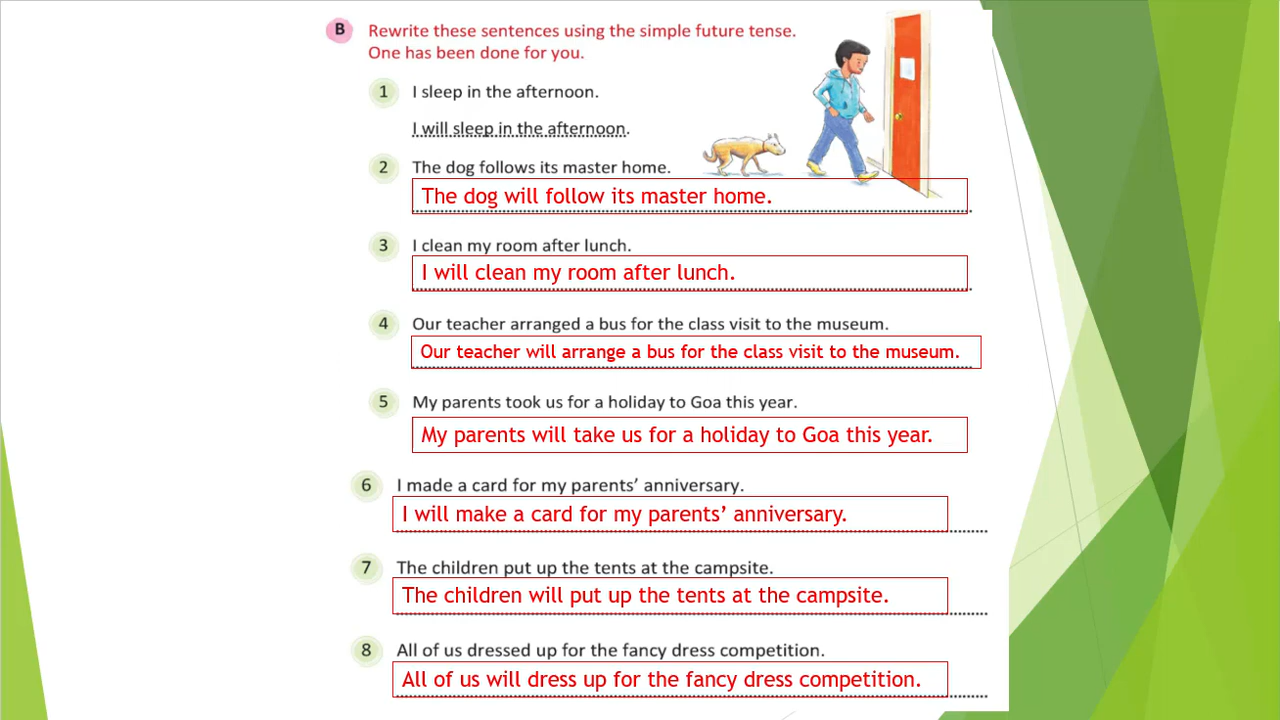 B Rewrite these sentences using the simple future tense.
One has been done for you.
1 I sleep in the afternoon.
I will sleep in the afternoon.
2 The dog follows its master home.
The dog will follow its master home.
3 I clean my room after lunch.
I will clean my room after lunch.
4 Our teacher arranged a bus for the class visit to the museum.
Our teacher will arrange a bus for the class visit to the museum.
5 My parents took us for a holiday to Goa this year.
My parents will take us for a holiday to Goa this year.
6 I made a card for my parents’ anniversary.
I will make a card for my parents’ anniversary.
7 The children put up the tents at the campsite.
The children will put up the tents at the campsite.
8 All of us dressed up for the fancy dress competition.
All of us will dress up for the fancy dress competition.